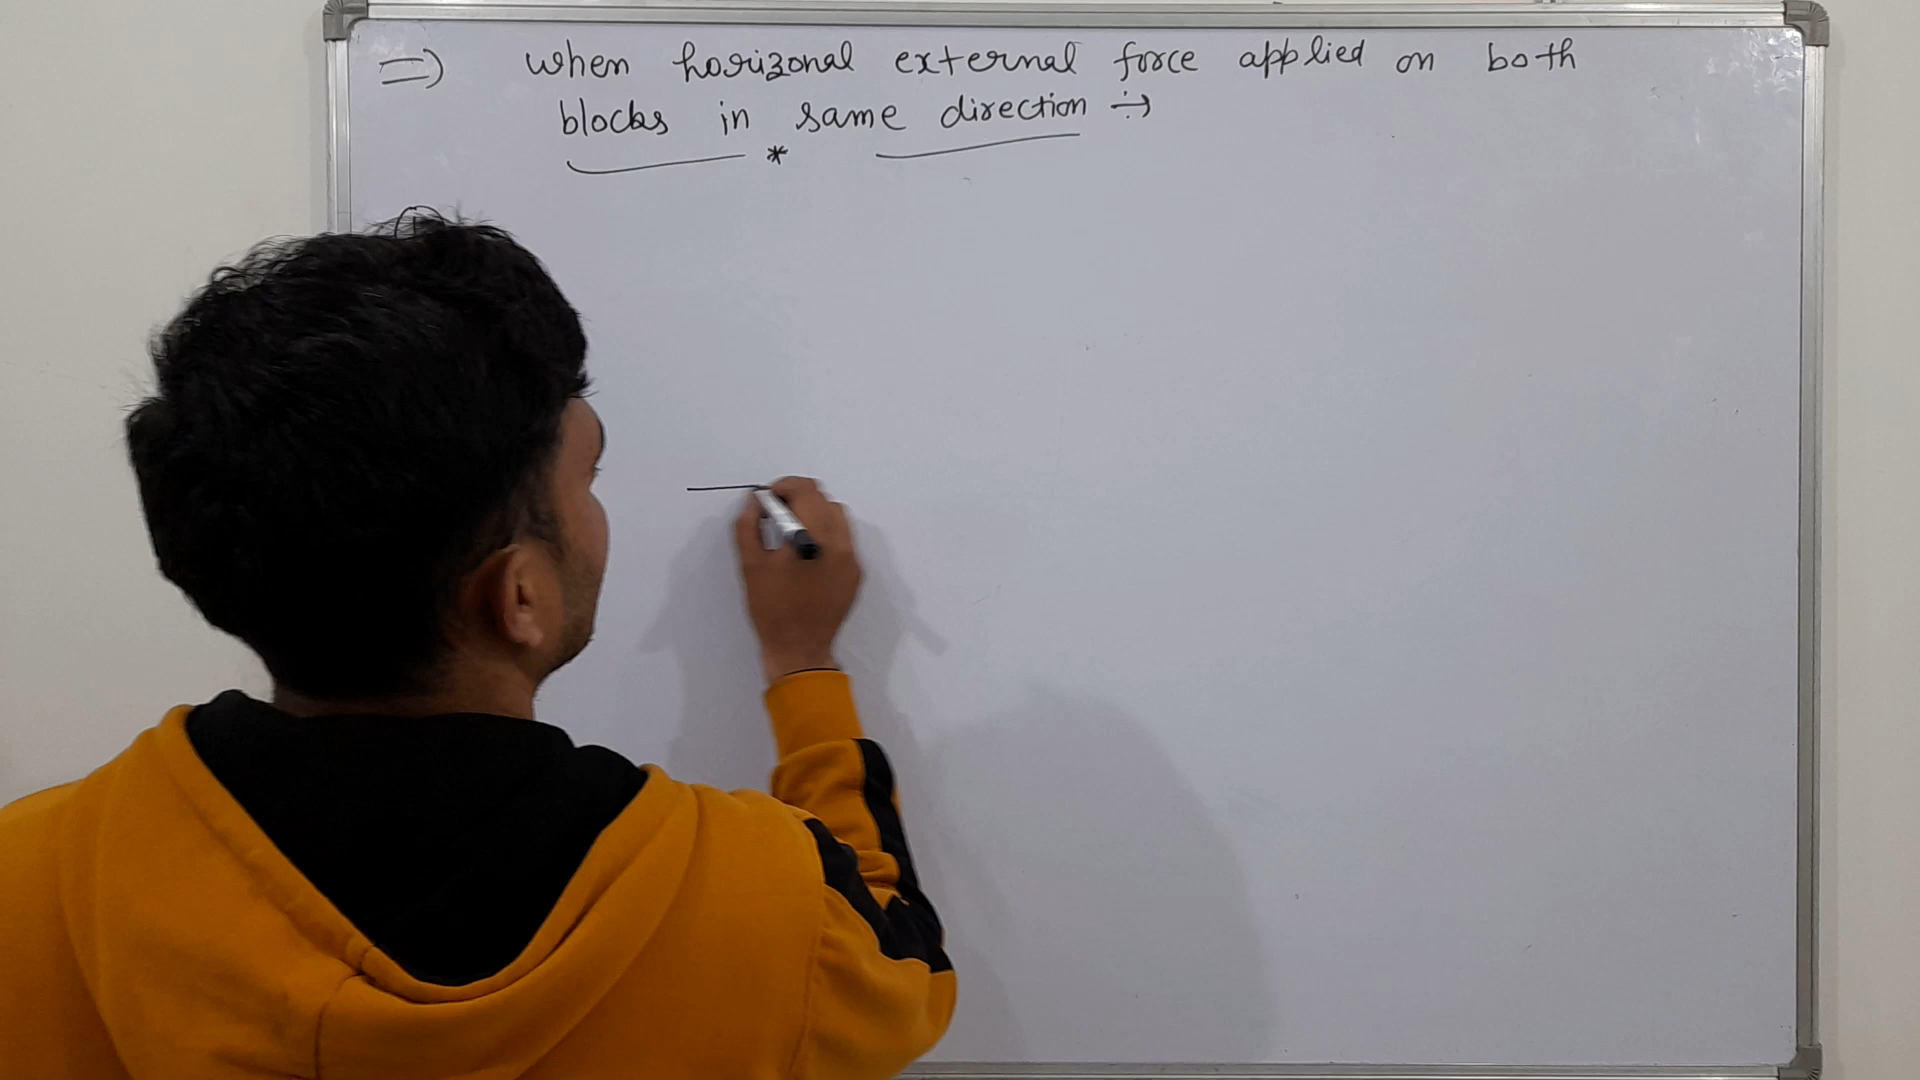 ⇒ when horizonal external force applied on both
blocks in same direction ÷→
*